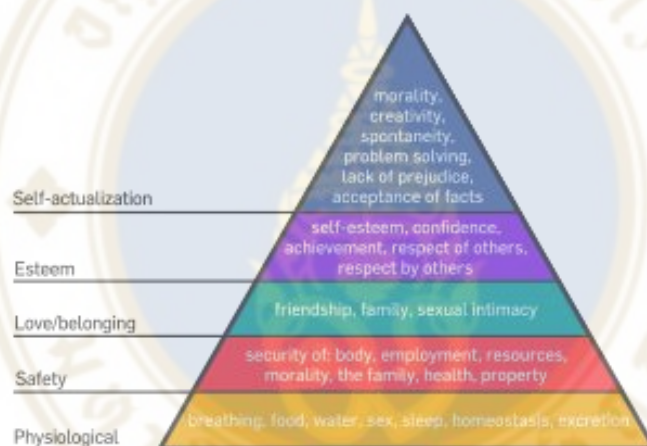 morality,
creativity,
spontaneity,
problem solving,
lack of prejudice,
acceptance of facts
Self-actualization
self-esteem, confidence,
achievement, respect of others,
respect by others
Esteem
friendship, family, sexual intimacy
Love/belonging
security of: body, employment, resources,
morality, the family, health, property
Safety
breathing, food, water, sex, sleep, homeostasis, excretion
Physiological